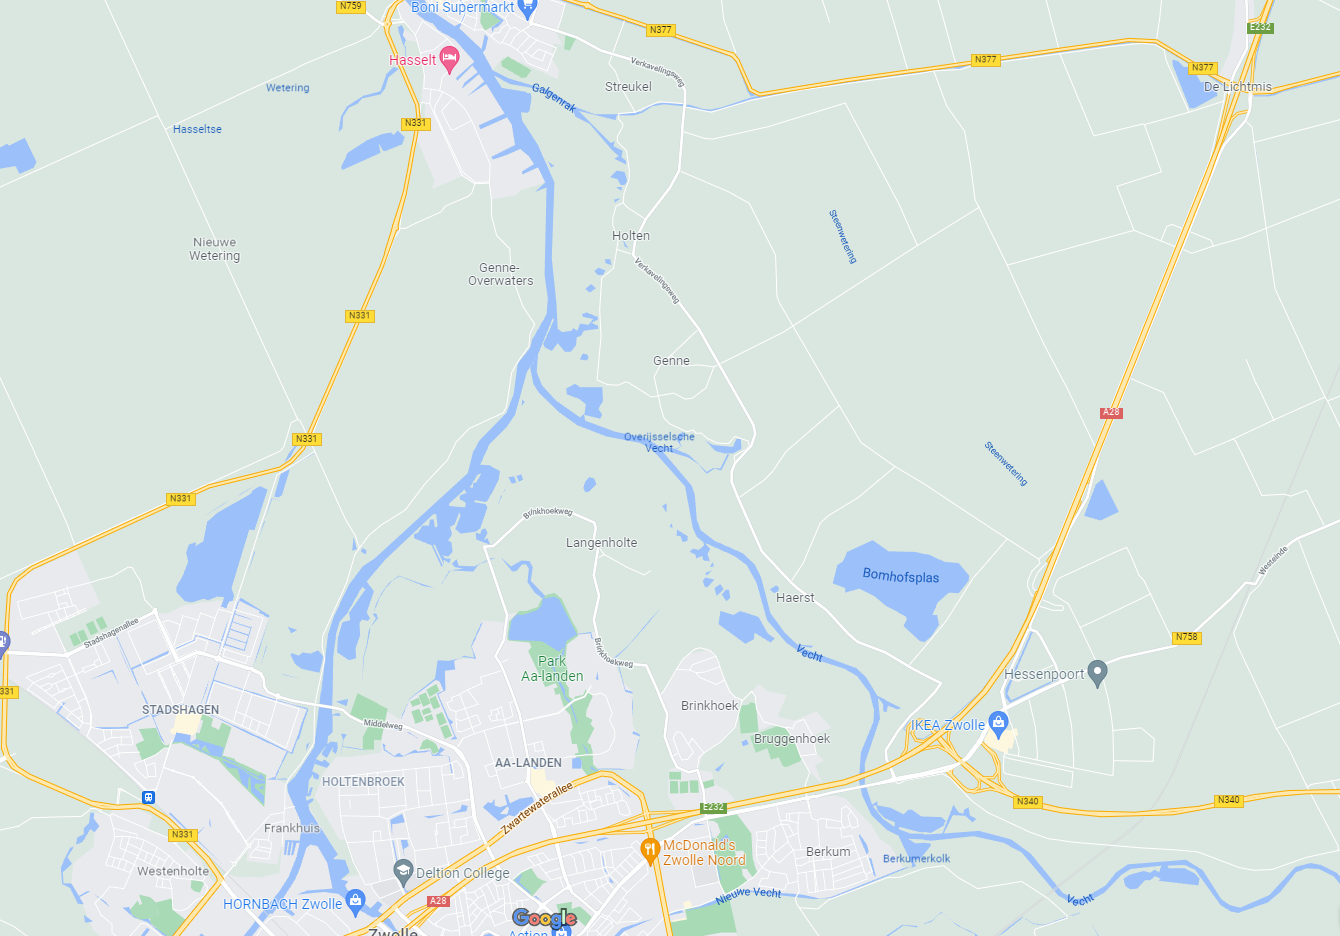 N759
Boni Supermarkt
N377
E232
Hasselt
Verkavelingsweg
N377
N377
Wetering
Galgenrak
Streukel
De Lichtmis
Hasseltse
N331
Steenwetering
Nieuwe
Wetering
Holten
Genne-
Overwaters
Verkavelingsweg
N331
Genne
A28
N331
Overijsselsche
Vecht
Steenwetering
N331
Brinkhoekweg
Langenholte
Westeinde
Bomhofsplas
Haerst
Stadshagenallee
N758
Brinkhoekweg
Vecht
Park
Aa-landen
Hessenpoort
331
STADSHAGEN
Brinkhoek
Middelweg
IKEA Zwolle
Bruggenhoek
AA-LANDEN
HOLTENBROEK
Zwartewaterallee
E232
N340
N340
Frankhuis
N331
McDonald's
Zwolle Noord
Berkum
Berkumerkolk
Westenholte
Deltion College
Nieuwe Vecht
Vecht
HORNBACH Zwolle
A28
Google
Zwolle
Action